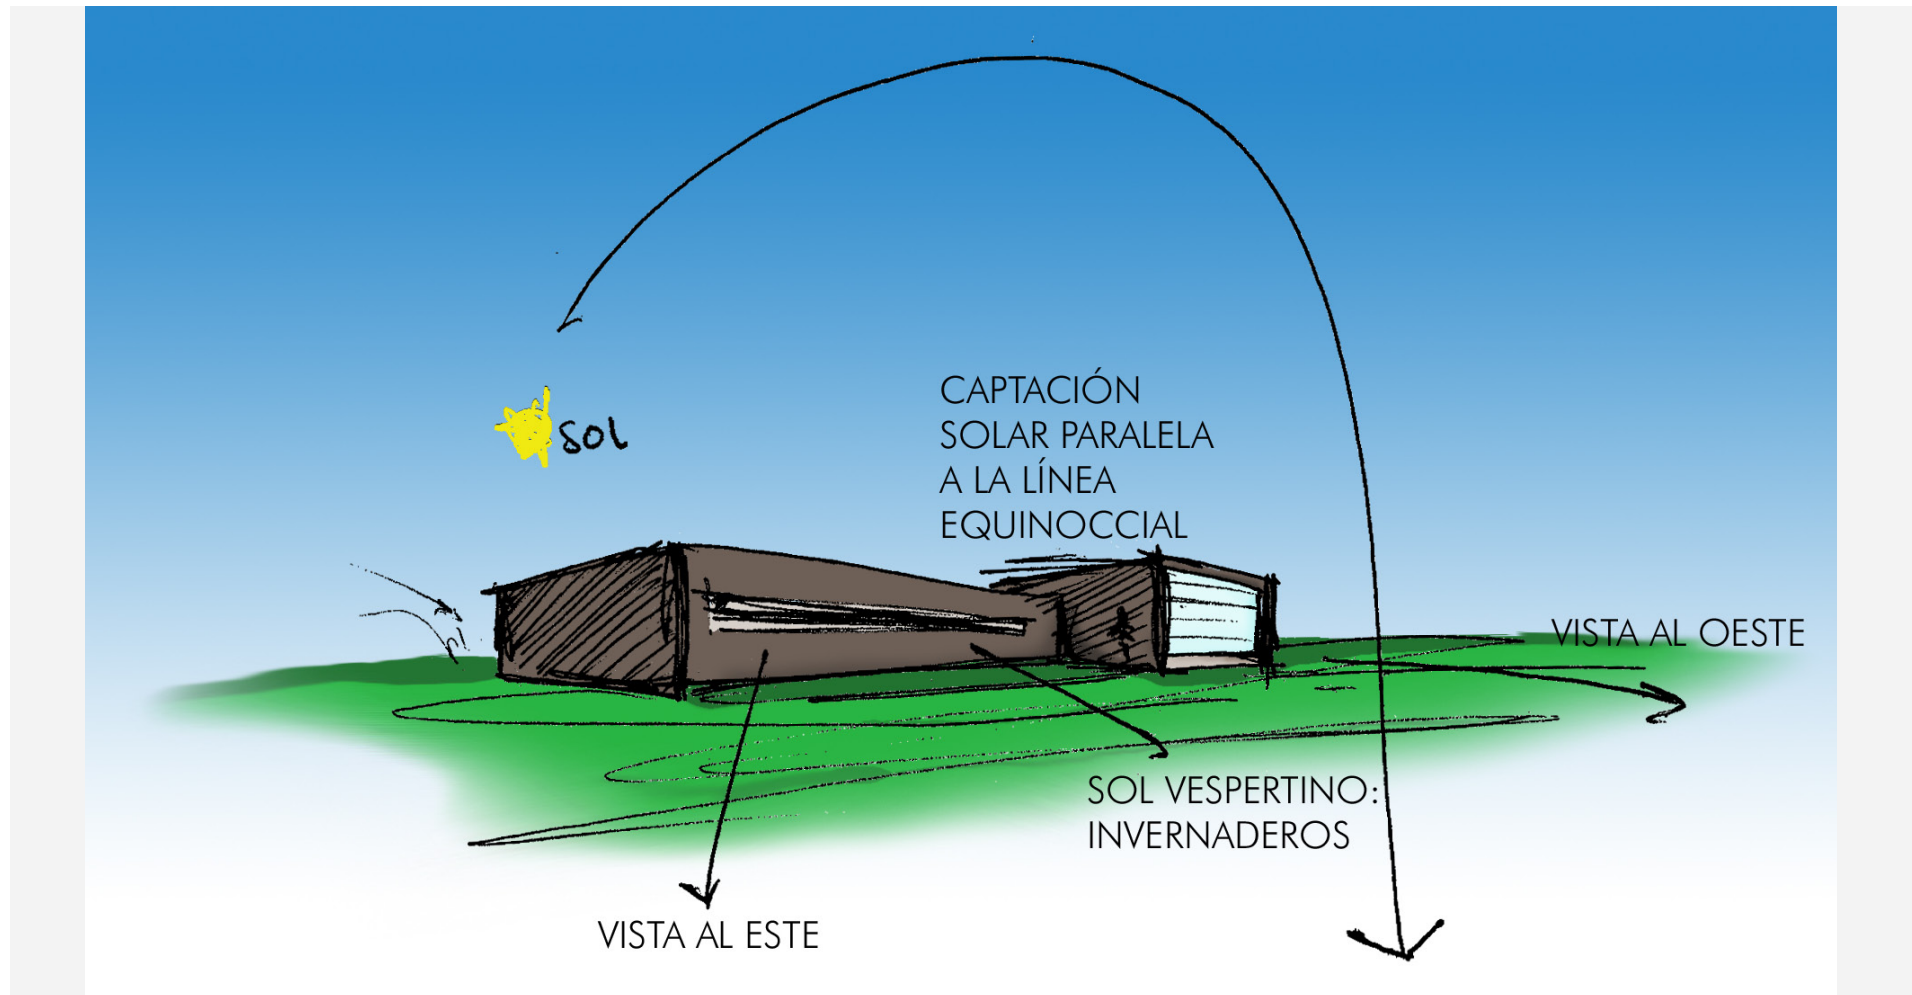 CAPTACIÓN
SOLAR PARALELA
A LA LÍNEA
EQUINOCCIAL
SOL
VISTA AL OESTE
SOL VESPERTINO:
INVERNADEROS
VISTA AL ESTE